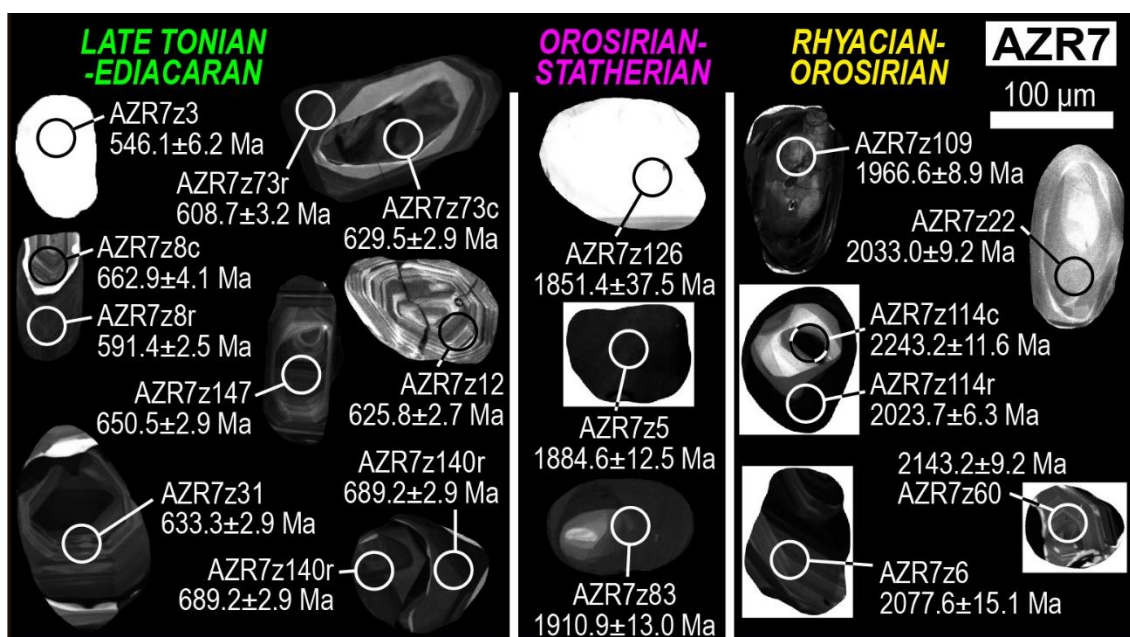 LATE TONIAN
-EDIACARAN
AZR7z3
546.1±6.2 Ma
AZR7z73r
608.7±3.2 Ma
AZR7z73c
629.5±2.9 Ma
AZR7z8c
662.9±4.1 Ma
AZR7z8r
591.4±2.5 Ma
AZR7z147
650.5±2.9 Ma
AZR7z12
625.8±2.7 Ma
AZR7z31
633.3±2.9 Ma
AZR7z140r
689.2±2.9 Ma
AZR7z140r
689.2±2.9 Ma
OROSIRIAN-
STATHERIAN
AZR7z126
1851.4±37.5 Ma
AZR7z5
1884.6±12.5 Ma
AZR7z83
1910.9±13.0 Ma
RHYACIAN-
OROSIRIAN
AZR7
100 µm
AZR7z109
1966.6±8.9 Ma
AZR7z22
2033.0±9.2 Ma
AZR7z114c
2243.2±11.6 Ma
AZR7z114r
2023.7±6.3 Ma
2143.2±9.2 Ma
AZR7z60
AZR7z6
2077.6±15.1 Ma